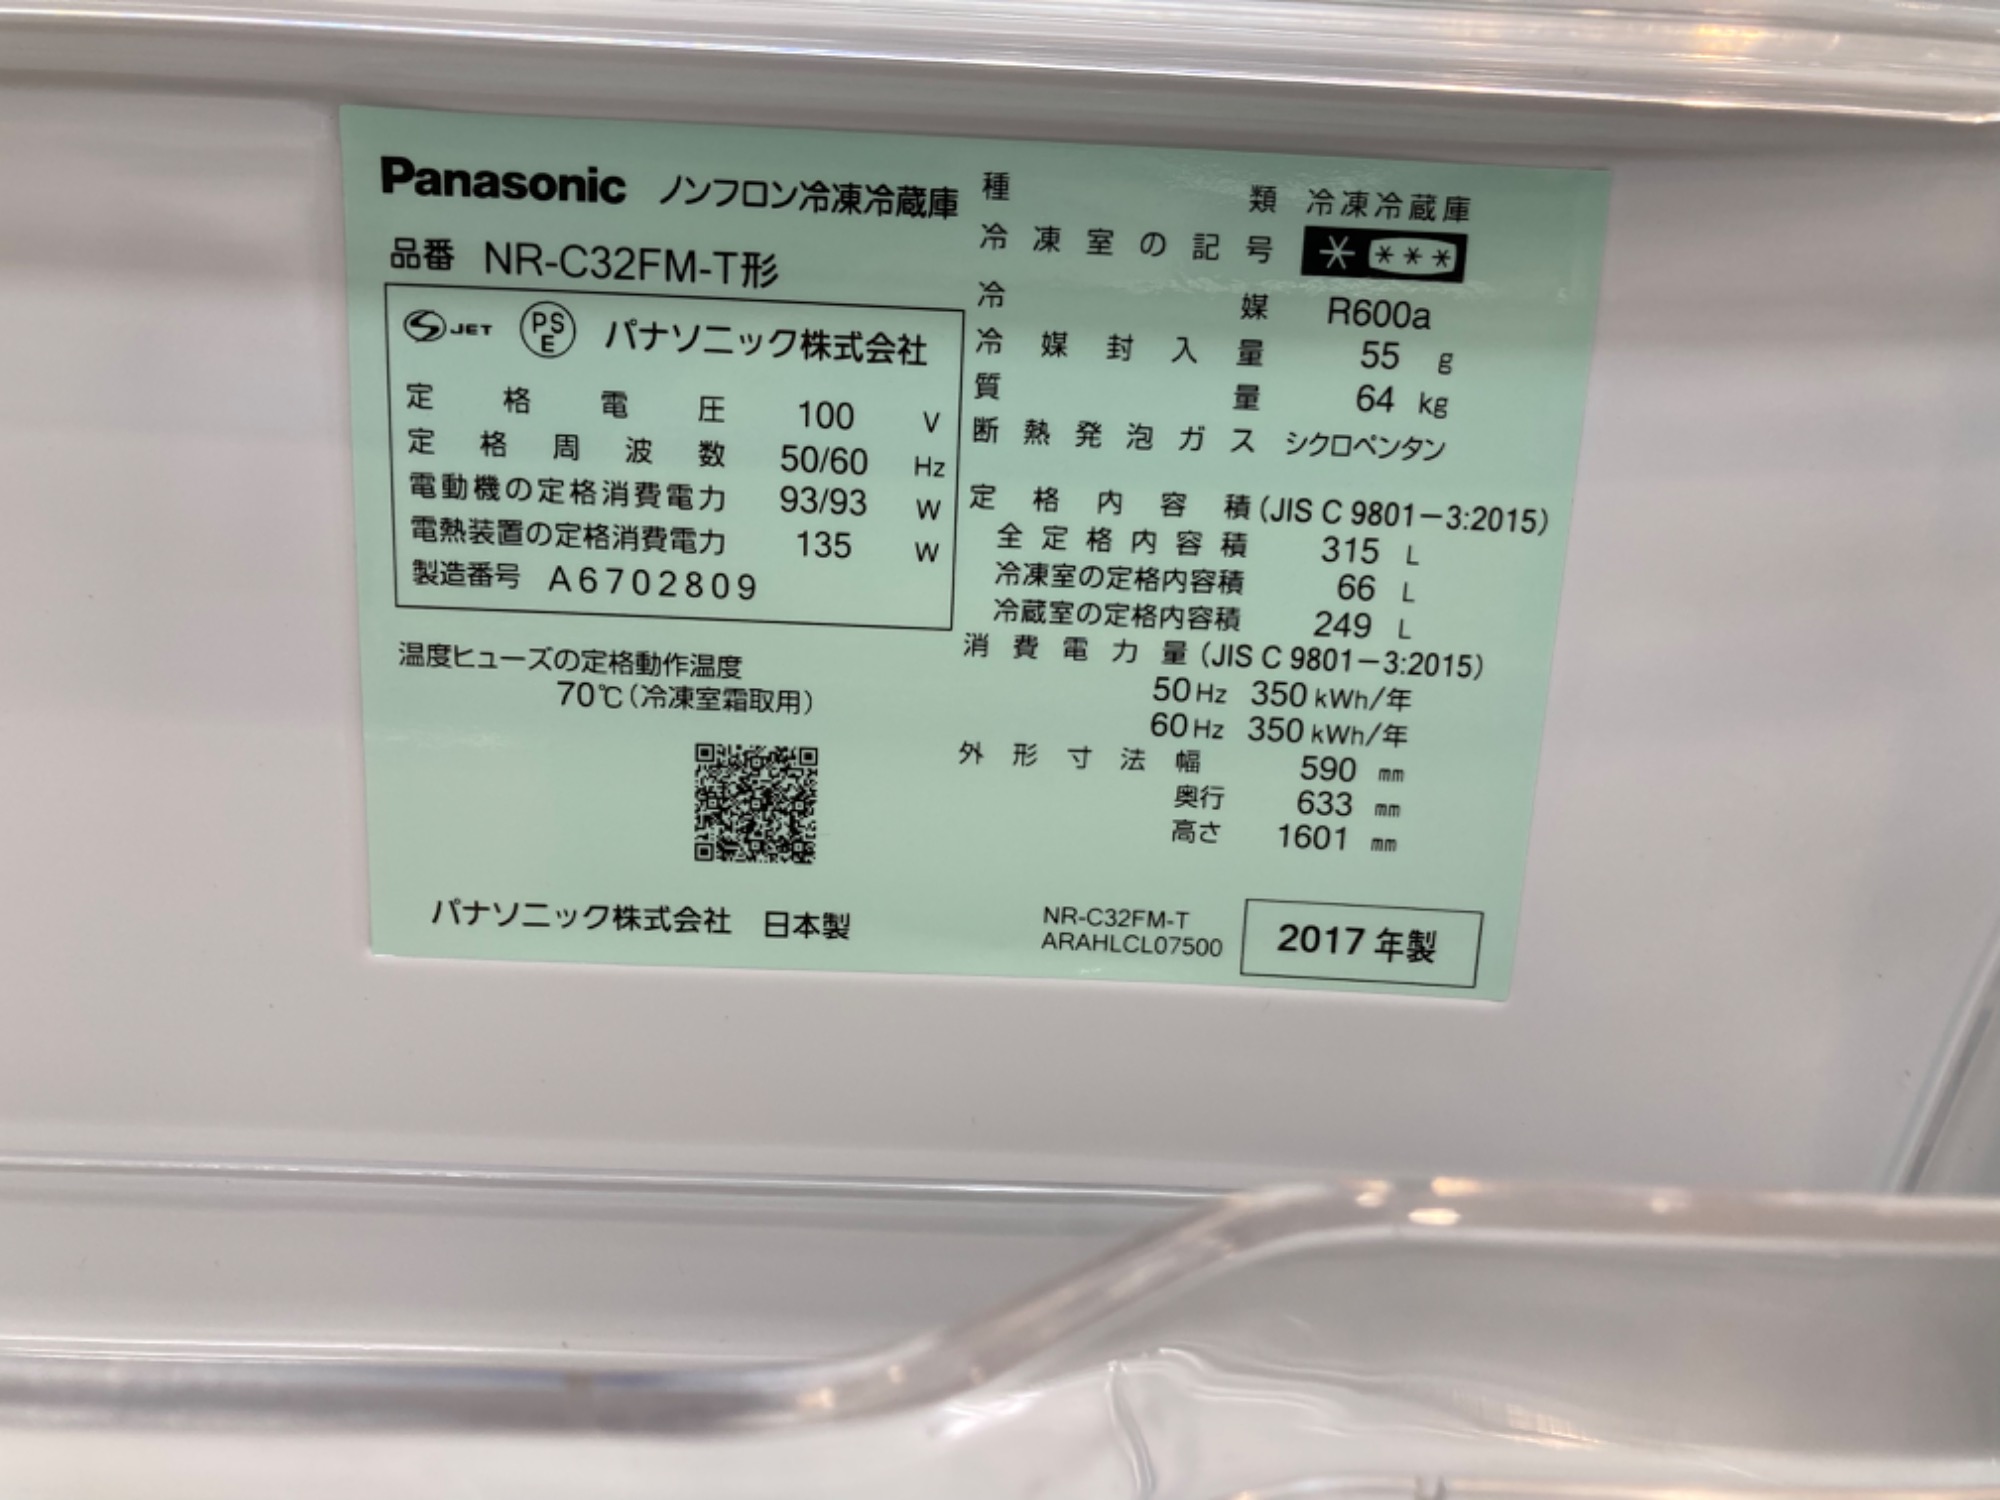 Panasonic ノンフロン冷凍冷蔵庫
品番 NR-C32FM-T形
S JET PSE パナソニック株式会社
定格電圧 100 V
定格周波数 50/60 Hz
電動機の定格消費電力 93/93 W
電熱装置の定格消費電力 135 W
製造番号 A6702809
温度ヒューズの定格動作温度
70℃(冷凍室霜取用)
パナソニック株式会社 日本製
種類 冷凍冷蔵庫
冷凍室の記号 * ***
冷媒 R600a
冷媒封入量 55 g
質量 64 kg
断熱発泡ガス シクロペンタン
定格内容積(JIS C 9801-3:2015)
全定格内容積 315 L
冷凍室の定格内容積 66 L
冷蔵室の定格内容積 249 L
消費電力量(JIS C 9801-3:2015)
50Hz 350kWh/年
60Hz 350kWh/年
外形寸法 幅 590 mm
奥行 633 mm
高さ 1601 mm
NR-C32FM-T
ARAHLCL07500
2017年製